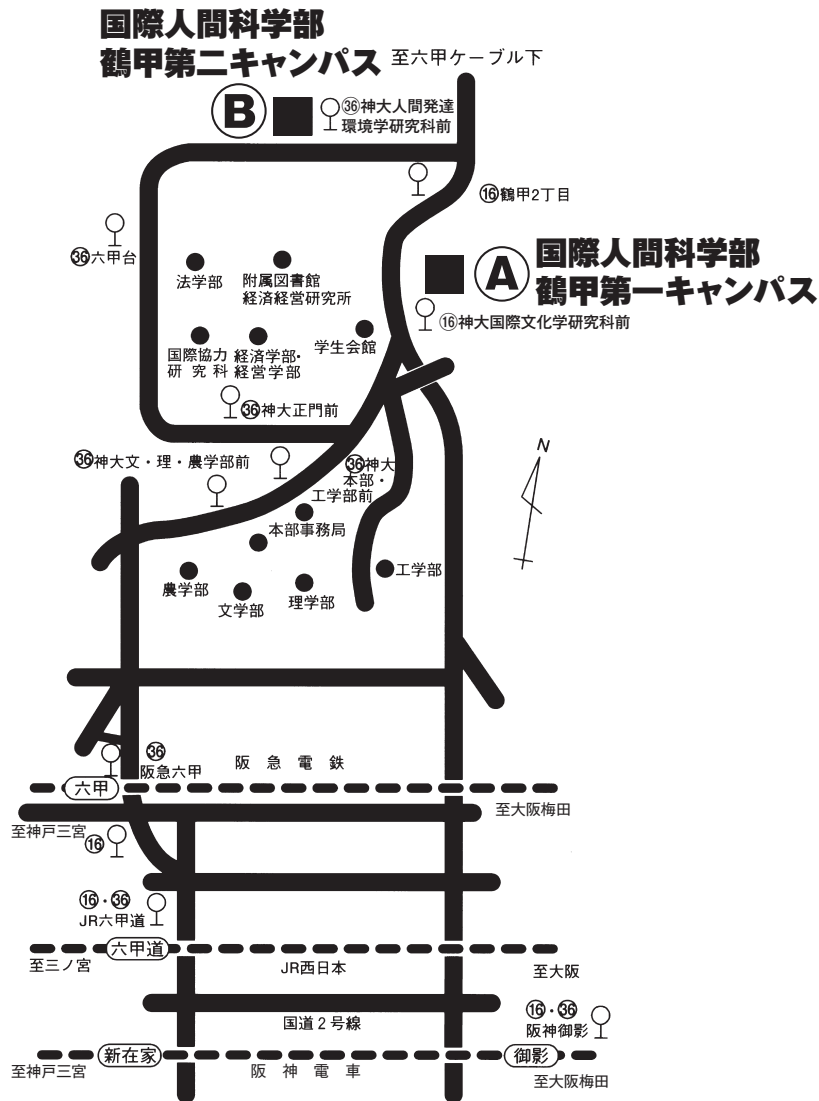 国際人間科学部
鶴甲第二キャンパス
至六甲ケーブル下
B
㊱神大人間発達
環境学研究科前
⑯鶴甲2丁目
㊱六甲台
国際人間科学部
鶴甲第一キャンパス
A
法学部
附属図書館
経済経営研究所
⑯神大国際文化学研究科前
学生会館
国際協力
研究科
経済学部・
経営学部
㊱神大正門前
㊱神大文・理・農学部前
㊱神大
本部・
工学部前
N
本部事務局
工学部
農学部
文学部
理学部
㊱
阪急六甲
阪急電鉄
六甲
至大阪梅田
至神戸三宮
⑯
⑯・㊱
JR六甲道
六甲道
至三ノ宮
JR西日本
至大阪
⑯・㊱
阪神御影
国道2号線
新在家
御影
至神戸三宮
阪神電車
至大阪梅田